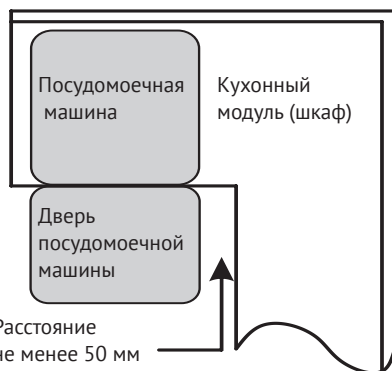 Посудомоечная
машина
Кухонный
модуль (шкаф)
Дверь
посудомоечной
машины
Расстояние
не менее 50 мм